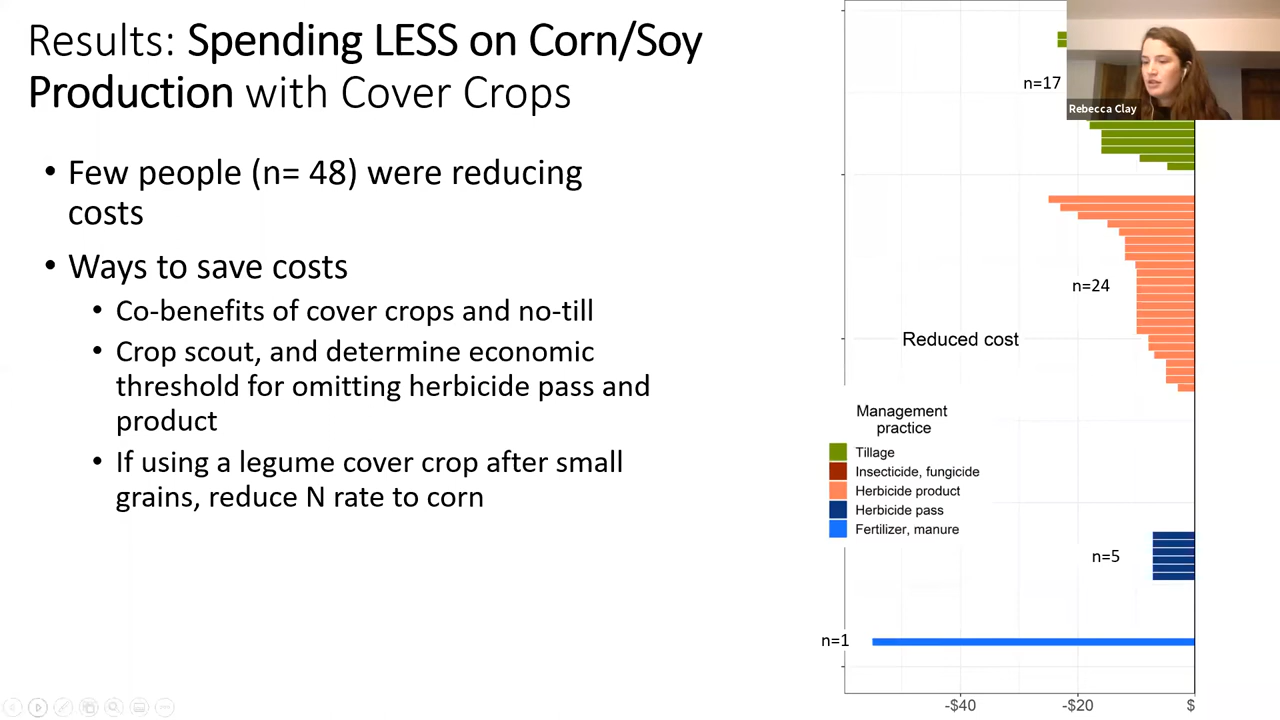 Results: Spending LESS on Corn/Soy
Production with Cover Crops
• Few people (n= 48) were reducing
costs
• Ways to save costs
• Co-benefits of cover crops and no-till
• Crop scout, and determine economic
threshold for omitting herbicide pass and
product
• If using a legume cover crop after small
grains, reduce N rate to corn
Rebecca Clay
n=17
n=24
Reduced cost
Management
practice
Tillage
Insecticide, fungicide
Herbicide product
Herbicide pass
Fertilizer, manure
n=5
n=1
-$40
-$20
$